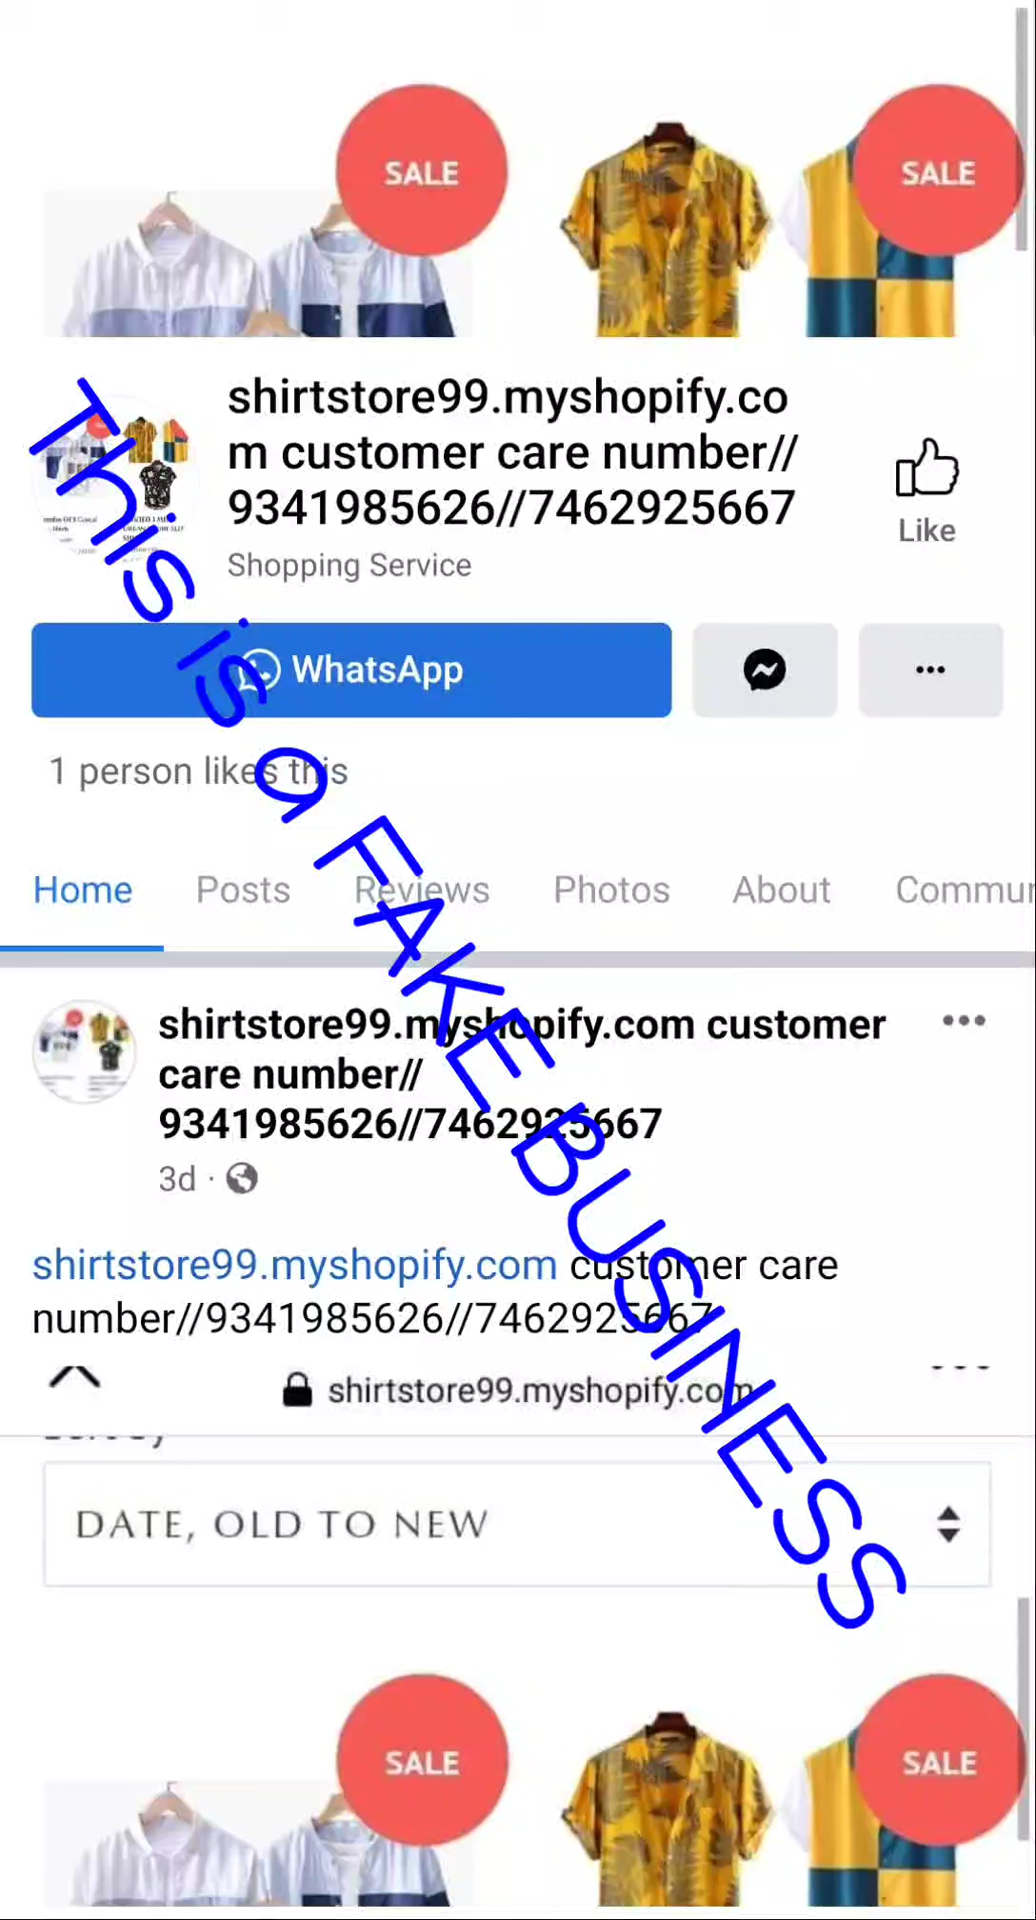 SALE
SALE
shirtstore99.myshopify.co
m customer care number//
9341985626//7462925667
Like
Shopping Service
WhatsApp
1 person likes this
Home Posts Reviews Photos About Commun
This is a FAKE BUSINESS
shirtstore99.myshopify.com customer
care number//
9341985626//7462925667
3d ·
shirtstore99.myshopify.com customer care
number//9341985626//7462925667
shirtstore99.myshopify.com
DATE, OLD TO NEW
SALE
SALE